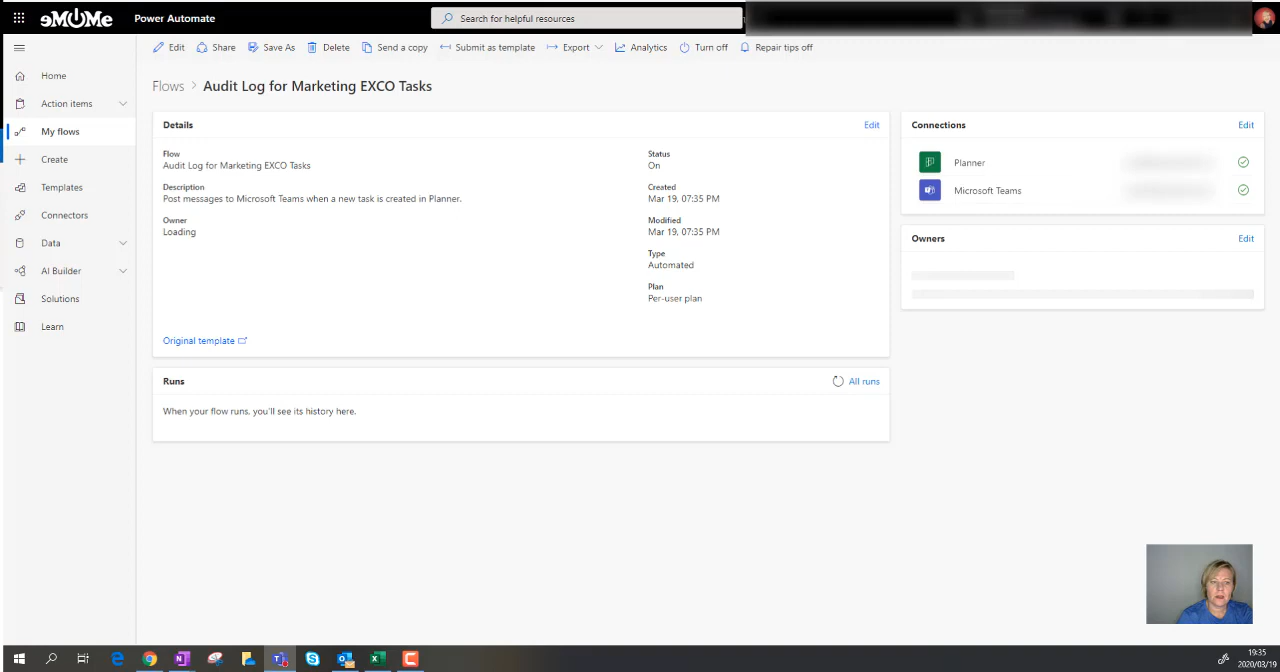 eMOMe Power Automate Search for helpful resources
Edit Share Save As Delete Send a copy Submit as template Export Analytics Turn off Repair tips off
Home
Action items
My flows
Create
Templates
Connectors
Data
AI Builder
Solutions
Learn
Flows > Audit Log for Marketing EXCO Tasks
Details Edit
Flow
Audit Log for Marketing EXCO Tasks
Description
Post messages to Microsoft Teams when a new task is created in Planner.
Owner
Loading
Status
On
Created
Mar 19, 07:35 PM
Modified
Mar 19, 07:35 PM
Type
Automated
Plan
Per-user plan
Original template
Runs All runs
When your flow runs, you'll see its history here.
Connections Edit
Planner
Microsoft Teams
Owners Edit
19:35
2020/03/19